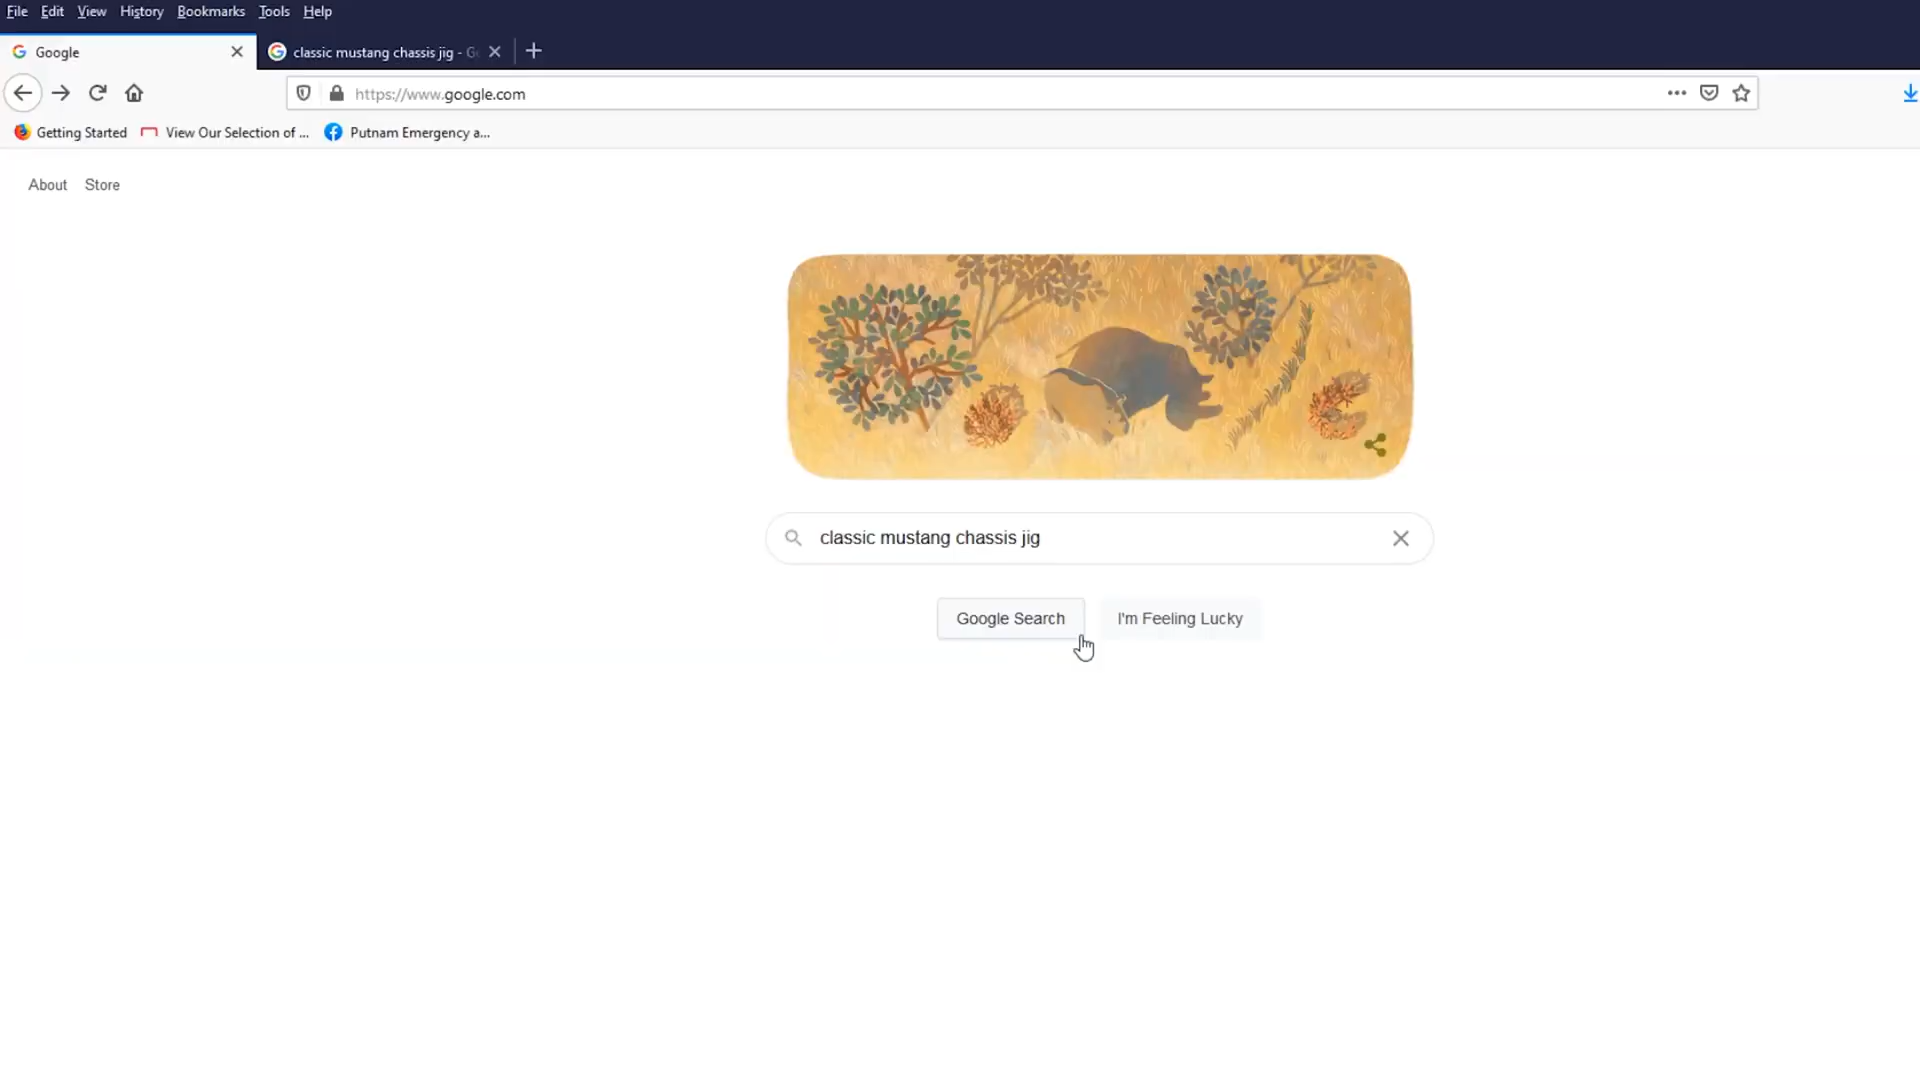 File Edit View History Bookmarks Tools Help
Google
classic mustang chassis jig - G
https://www.google.com
Getting Started
View Our Selection of ...
Putnam Emergency a...
About Store
classic mustang chassis jig
Google Search
I'm Feeling Lucky